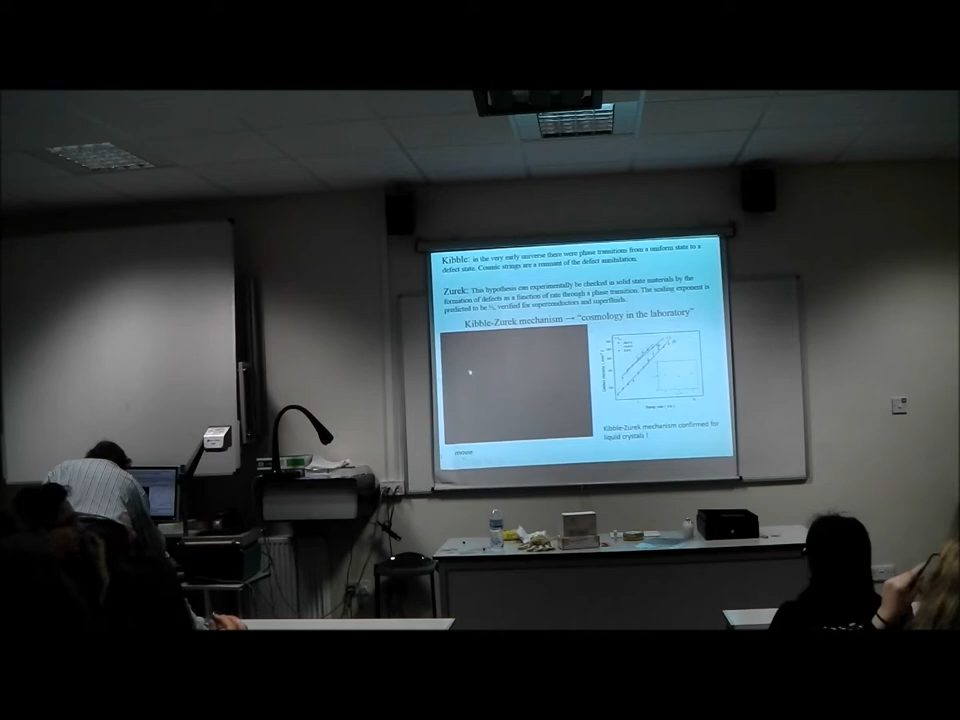 Kibble: in the very early universe there were phase transitions from a uniform state to a
defect state. Cosmic strings are a remnant of the defect annihilation.
Zurek: This hypothesis can experimentally be checked in solid state materials by the
formation of defects as a function of rate through a phase transition. The scaling exponent is
predicted to be ½, verified for superconductors and superfluids.
Kibble-Zurek mechanism → "cosmology in the laboratory"
Kibble-Zurek mechanism confirmed for
liquid crystals !
movie